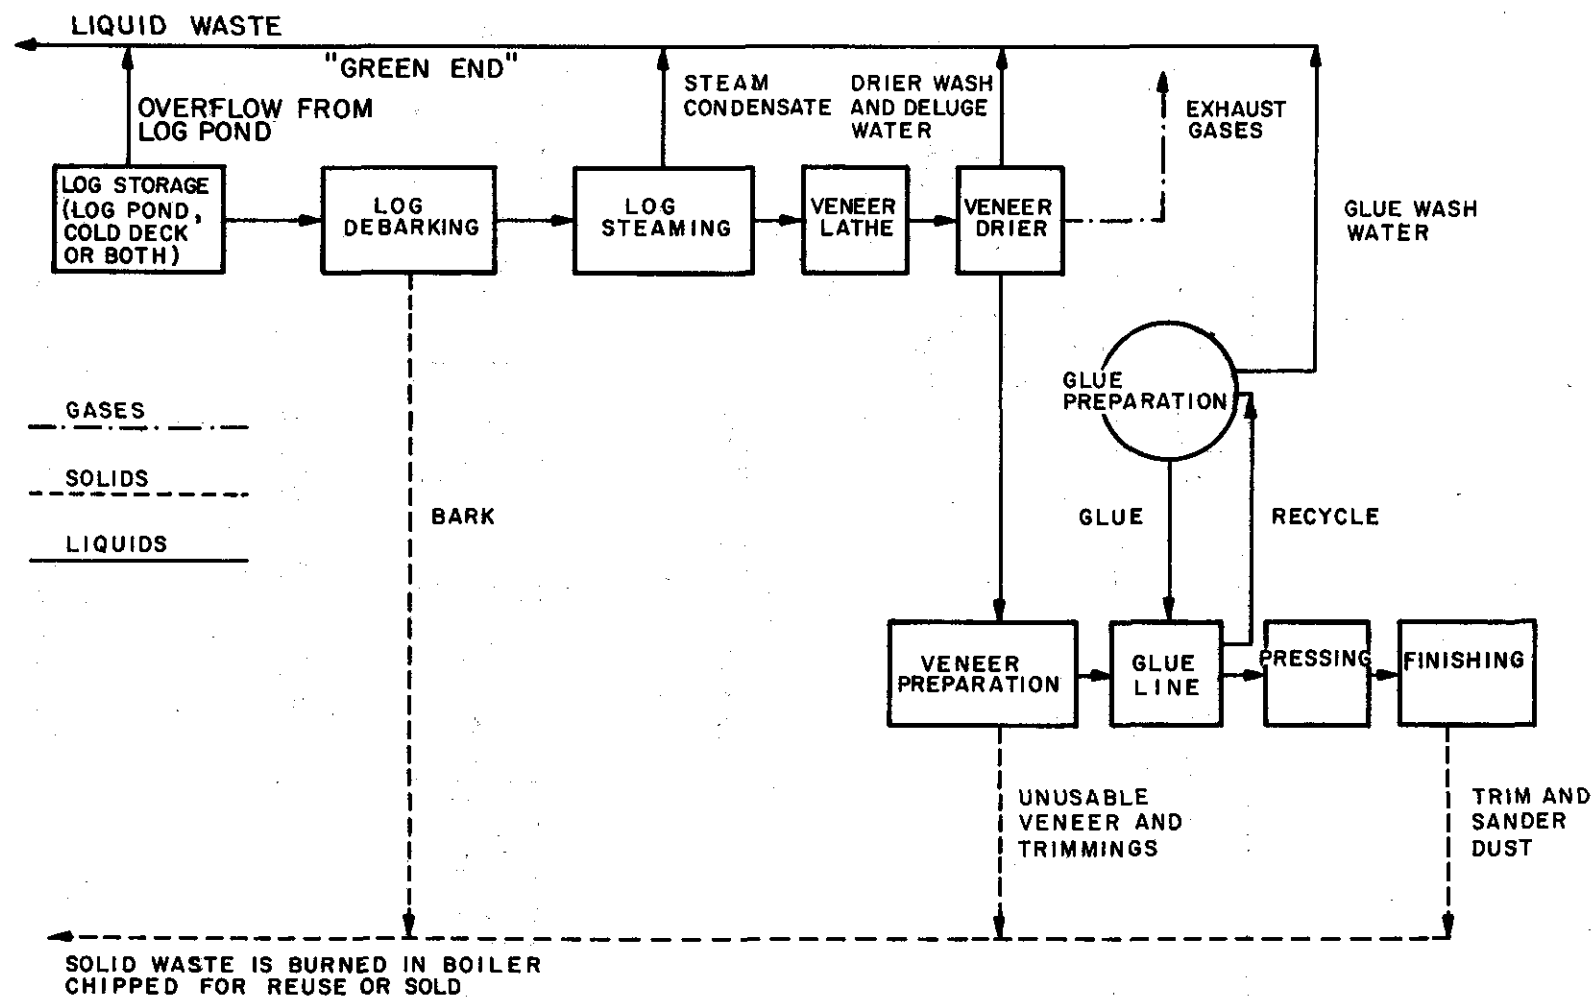 LIQUID WASTE
"GREEN END"
OVERFLOW FROM
LOG POND
STEAM
CONDENSATE
DRIER WASH
AND DELUGE
WATER
EXHAUST
GASES
LOG STORAGE
(LOG POND,
COLD DECK
OR BOTH)
LOG
DEBARKING
LOG
STEAMING
VENEER
LATHE
VENEER
DRIER
GLUE WASH
WATER
GLUE
PREPARATION
GASES
SOLIDS
LIQUIDS
BARK
GLUE
RECYCLE
VENEER
PREPARATION
GLUE
LINE
PRESSING
FINISHING
UNUSABLE
VENEER AND
TRIMMINGS
TRIM AND
SANDER
DUST
SOLID WASTE IS BURNED IN BOILER
CHIPPED FOR REUSE OR SOLD